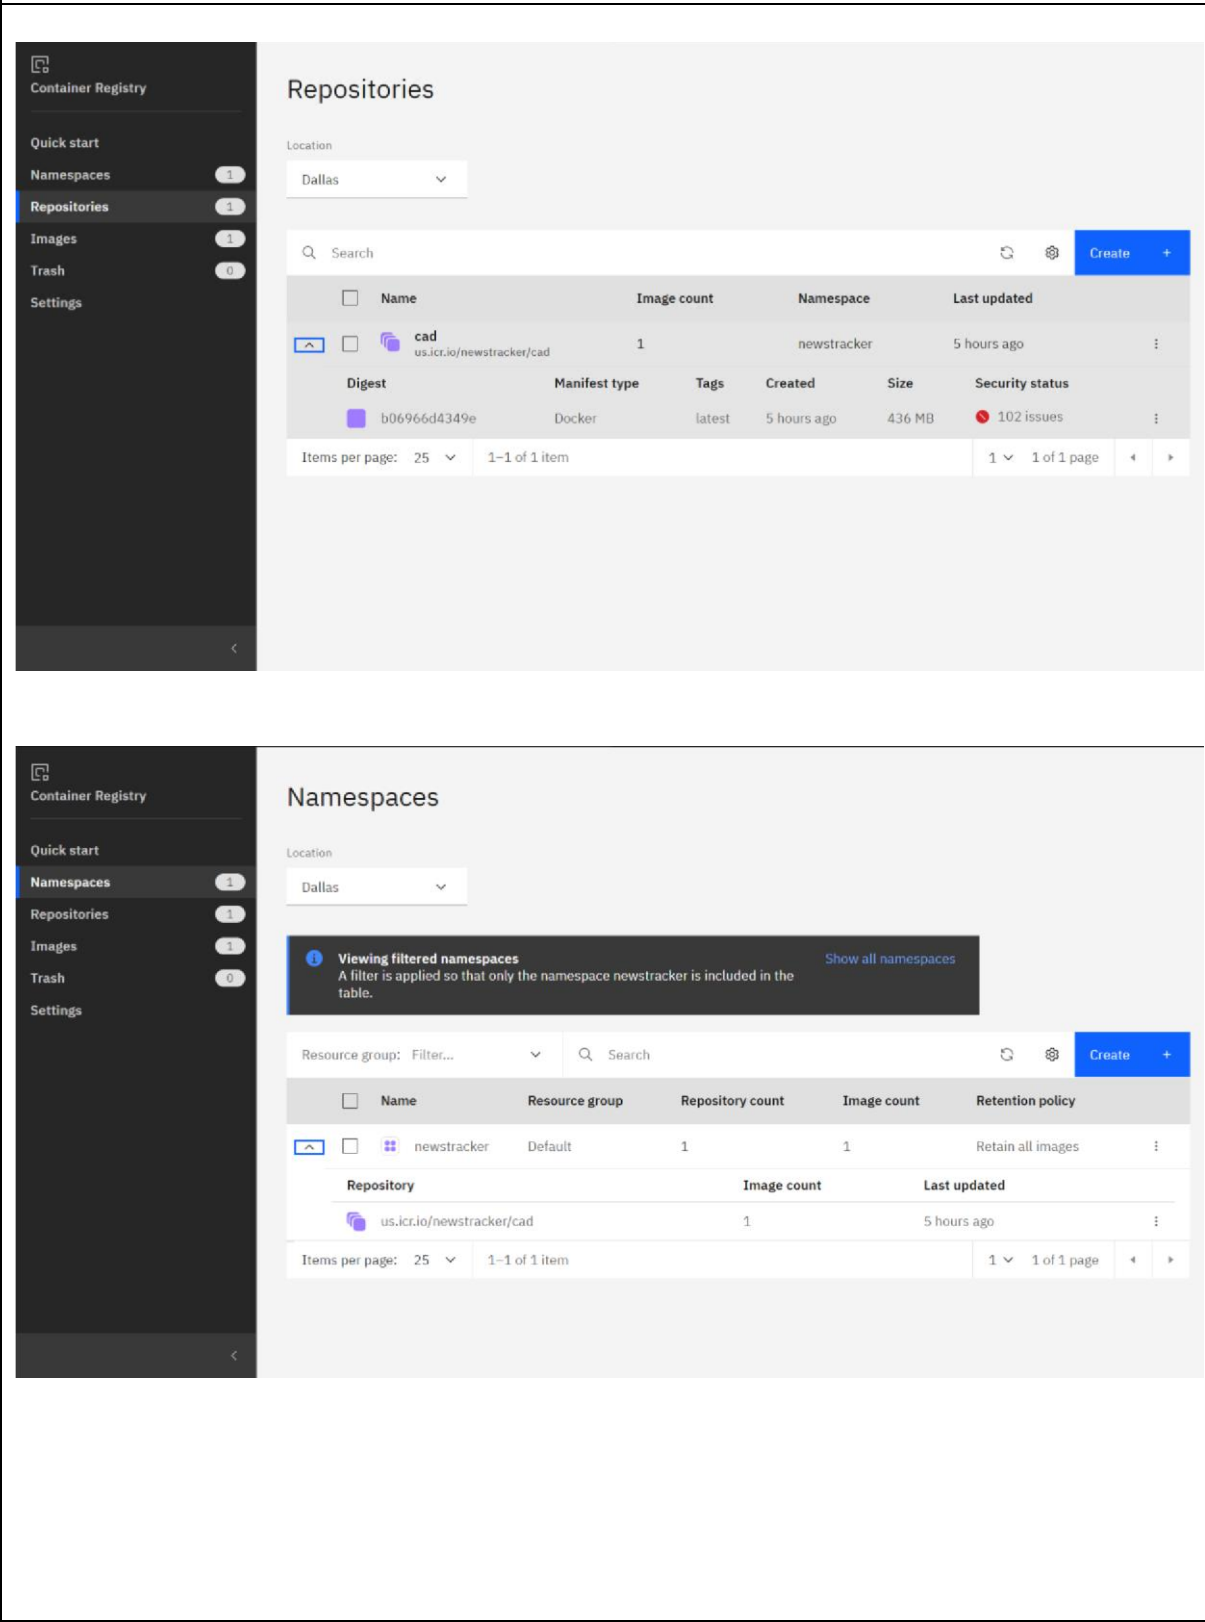 Container Registry
Quick start
Namespaces 1
Repositories 1
Images 1
Trash 0
Settings
Repositories
Location
Dallas
Search
Create +
Name Image count Namespace Last updated
cad
us.icr.io/newstracker/cad 1 newstracker 5 hours ago
Digest Manifest type Tags Created Size Security status
b06966d4349e Docker latest 5 hours ago 436 MB 102 issues
Items per page: 25 1–1 of 1 item 1 1 of 1 page
Container Registry
Quick start
Namespaces 1
Repositories 1
Images 1
Trash 0
Settings
Namespaces
Location
Dallas
Viewing filtered namespaces Show all namespaces
A filter is applied so that only the namespace newstracker is included in the
table.
Resource group: Filter... Search Create +
Name Resource group Repository count Image count Retention policy
newstracker Default 1 1 Retain all images
Repository Image count Last updated
us.icr.io/newstracker/cad 1 5 hours ago
Items per page: 25 1–1 of 1 item 1 1 of 1 page